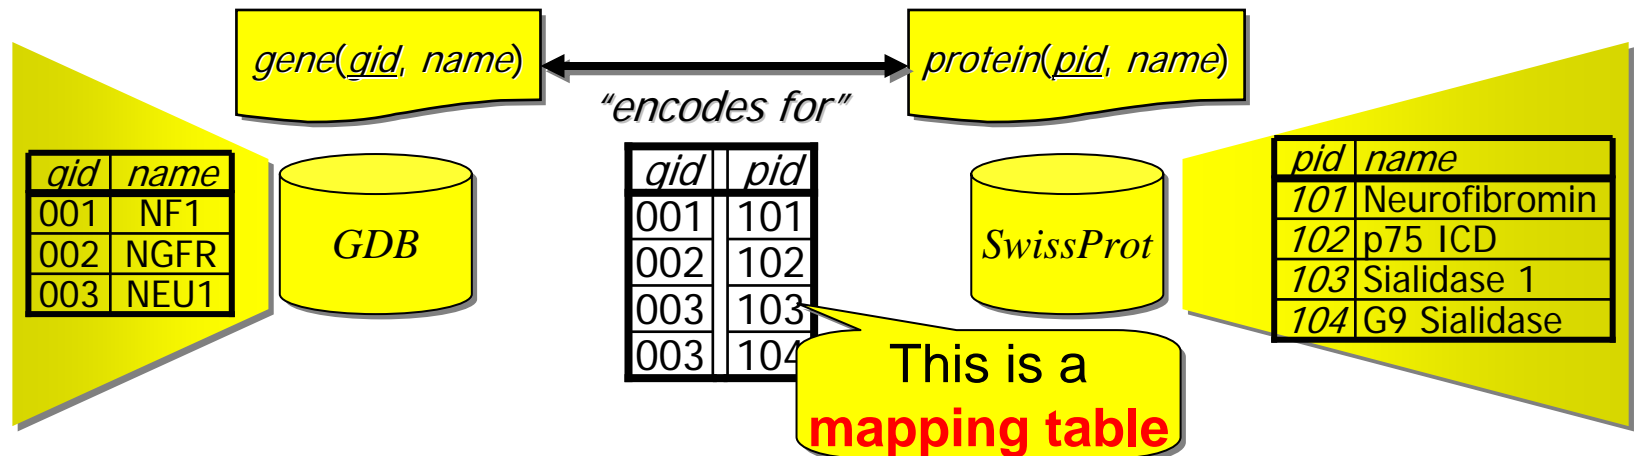 gene(gid, name)
protein(pid, name)
“encodes for”
gid name
001 NF1
002 NGFR
003 NEU1
GDB
gid pid
001 101
002 102
003 103
003 104
SwissProt
pid name
101 Neurofibromin
102 p75 ICD
103 Sialidase 1
104 G9 Sialidase
This is a
mapping table